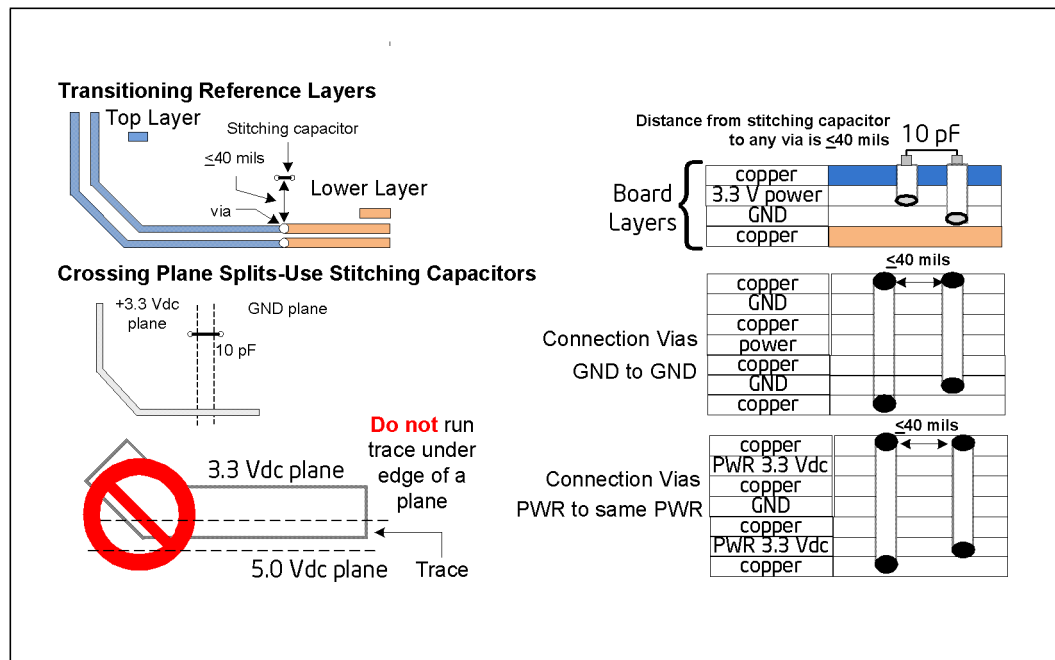 Transitioning Reference Layers
Top Layer
Stitching capacitor
≤40 mils
Lower Layer
via
Crossing Plane Splits-Use Stitching Capacitors
+3.3 Vdc
plane
GND plane
10 pF
Do not run
trace under
edge of a
plane
3.3 Vdc plane
5.0 Vdc plane
Trace
Distance from stitching capacitor
to any via is ≤40 mils
10 pF
Board
Layers
copper
3.3 V power
GND
copper
≤40 mils
Connection Vias
GND to GND
copper
GND
copper
power
copper
GND
copper
≤40 mils
Connection Vias
PWR to same PWR
copper
PWR 3.3 Vdc
copper
GND
copper
PWR 3.3 Vdc
copper